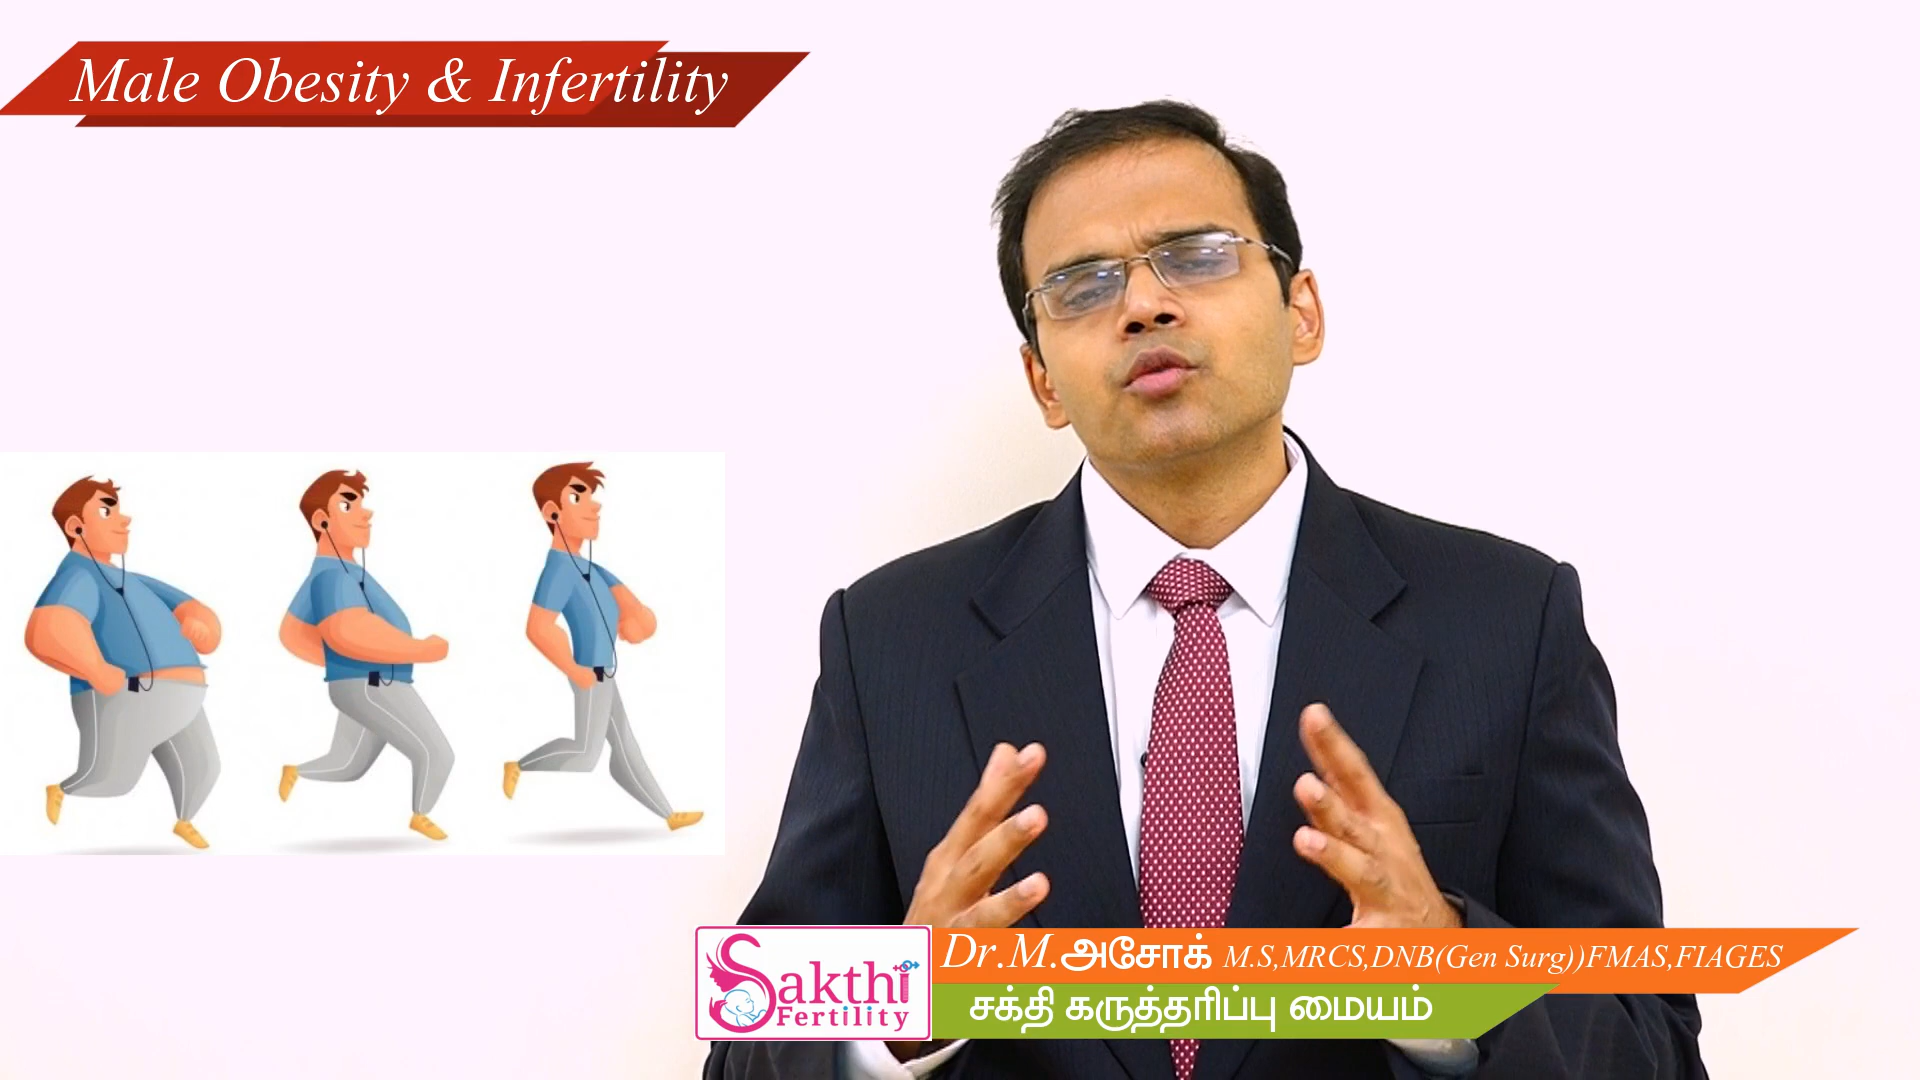 Male Obesity & Infertility
Sakthi
Fertility
Dr.M.அசோக் M.S,MRCS,DNB(Gen Surg))FMAS,FIAGES
சக்தி கருத்தரிப்பு மையம்